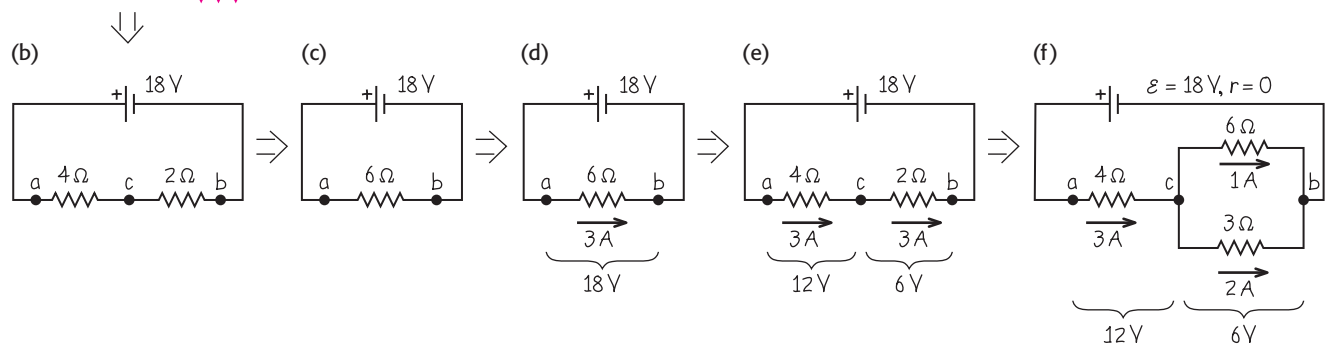 (b)
+ 18 V
4 Ω 2 Ω
a c b
(c)
+ 18 V
6 Ω
a b
(d)
+ 18 V
6 Ω
a b
3 A
18 V
(e)
+ 18 V
4 Ω 2 Ω
a c b
3 A 3 A
12 V 6 V
(f)
+ ℰ = 18 V, r = 0
6 Ω
1 A
4 Ω
a c b
3 A
3 Ω
2 A
12 V 6 V